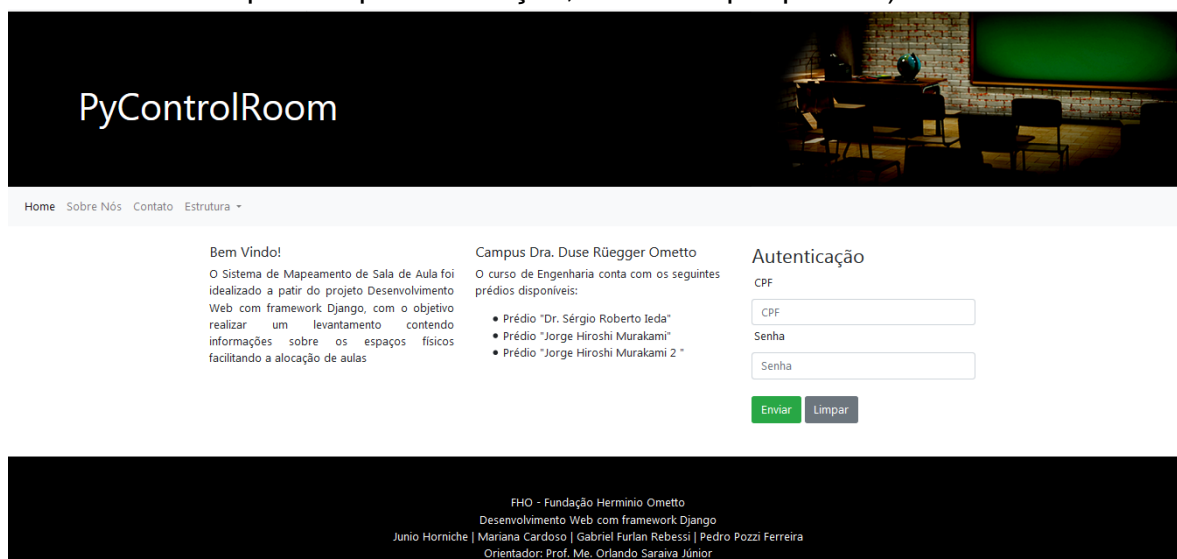 PyControlRoom
Home Sobre Nós Contato Estrutura
Bem Vindo!
O Sistema de Mapeamento de Sala de Aula foi
idealizado a patir do projeto Desenvolvimento
Web com framework Django, com o objetivo
realizar um levantamento contendo
informações sobre os espaços físicos
facilitando a alocação de aulas
Campus Dra. Duse Rüegger Ometto
O curso de Engenharia conta com os seguintes
prédios disponíveis:
• Prédio "Dr. Sérgio Roberto Ieda"
• Prédio "Jorge Hiroshi Murakami"
• Prédio "Jorge Hiroshi Murakami 2 "
Autenticação
CPF
CPF
Senha
Senha
Enviar Limpar
FHO - Fundação Herminio Ometto
Desenvolvimento Web com framework Django
Junio Horniche | Mariana Cardoso | Gabriel Furlan Rebessi | Pedro Pozzi Ferreira
Orientador: Prof. Me. Orlando Saraiva Júnior